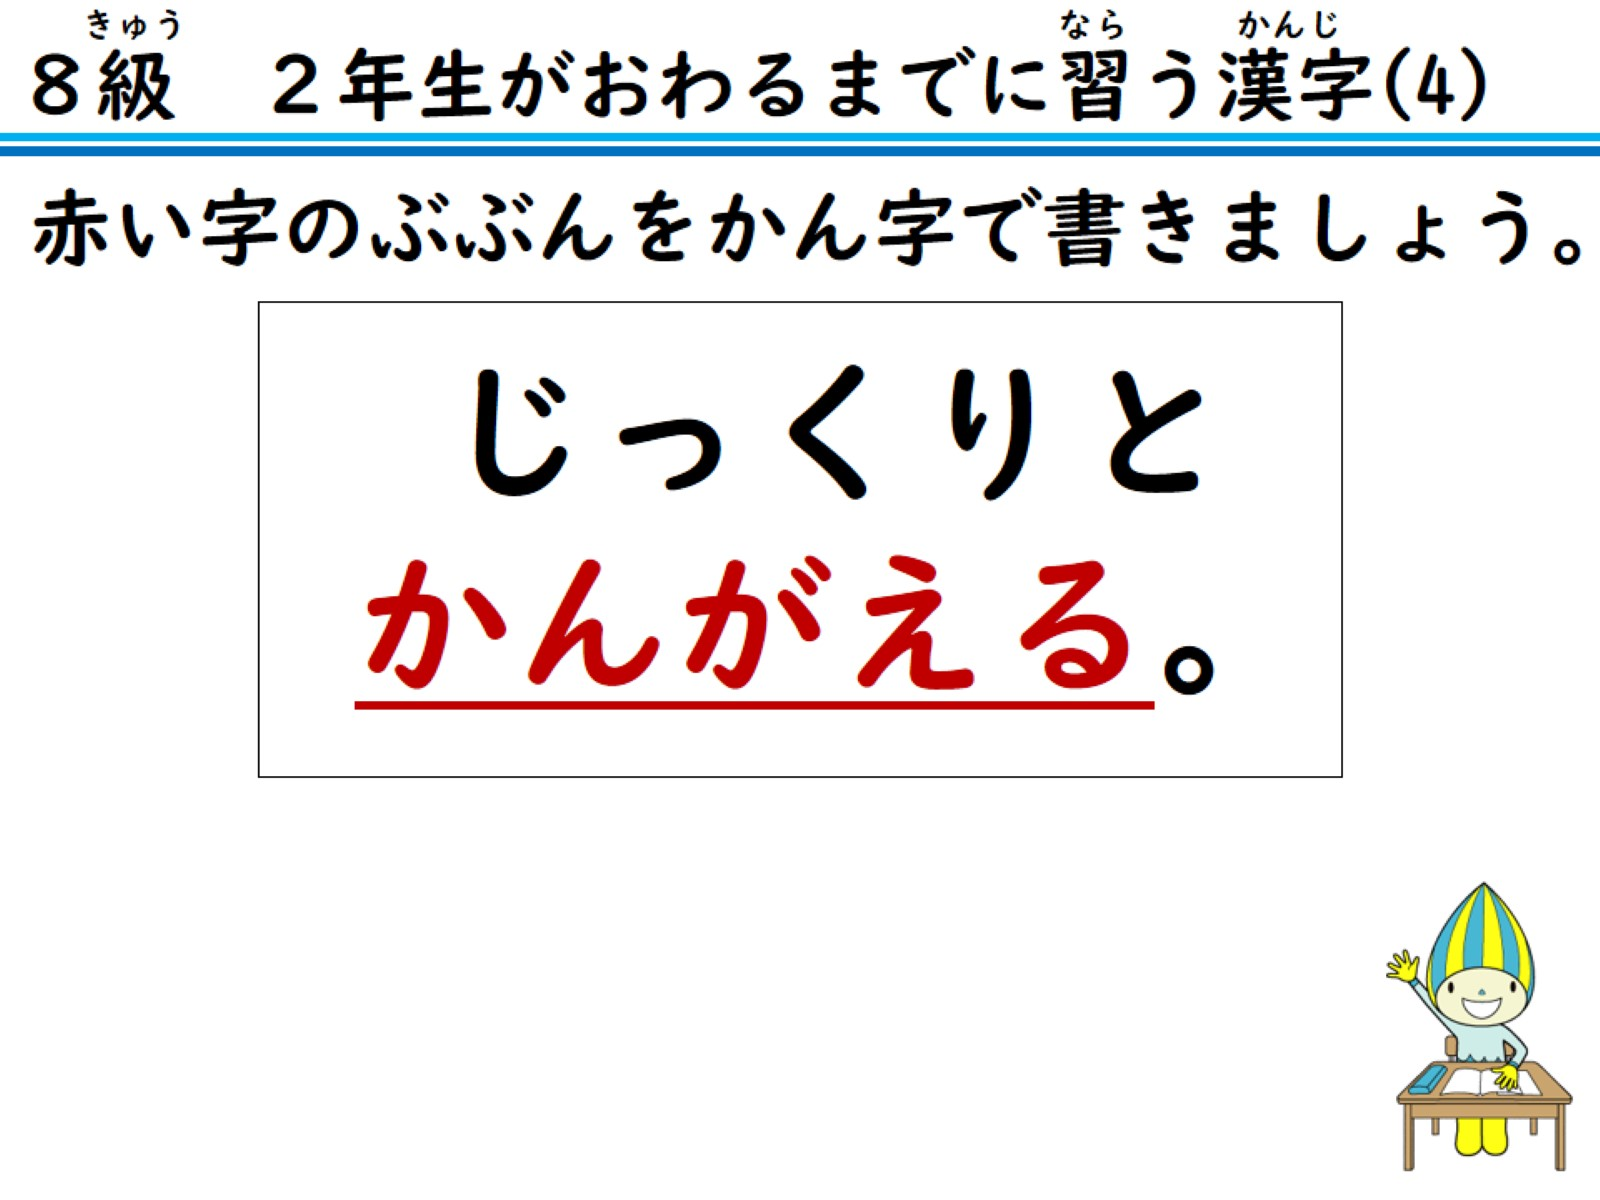 きゅう なら かんじ
８級　２年生がおわるまでに習う漢字(4)
赤い字のぶぶんをかん字で書きましょう。
じっくりと
かんがえる。